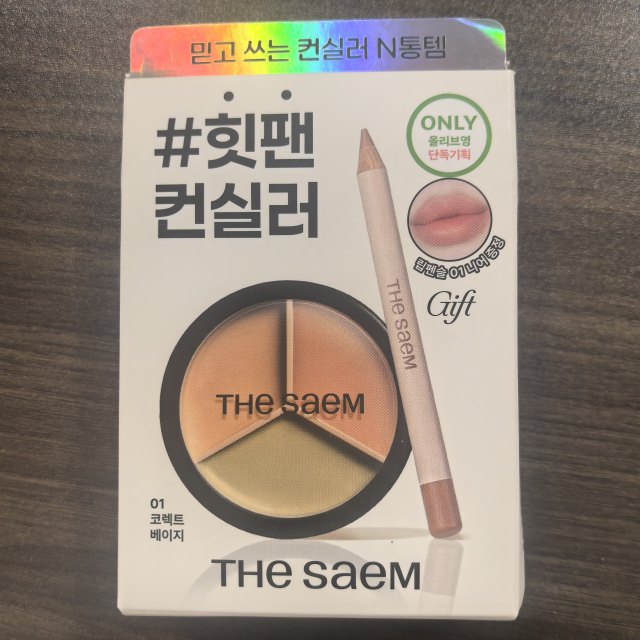 믿고 쓰는 컨실러 N통템
#힛팬
컨실러
ONLY
올리브영
단독기획
립펜슬 01 니어 증정
Gift
THE SAEM
THE SAEM
01
코렉트
베이지
THE SAEM